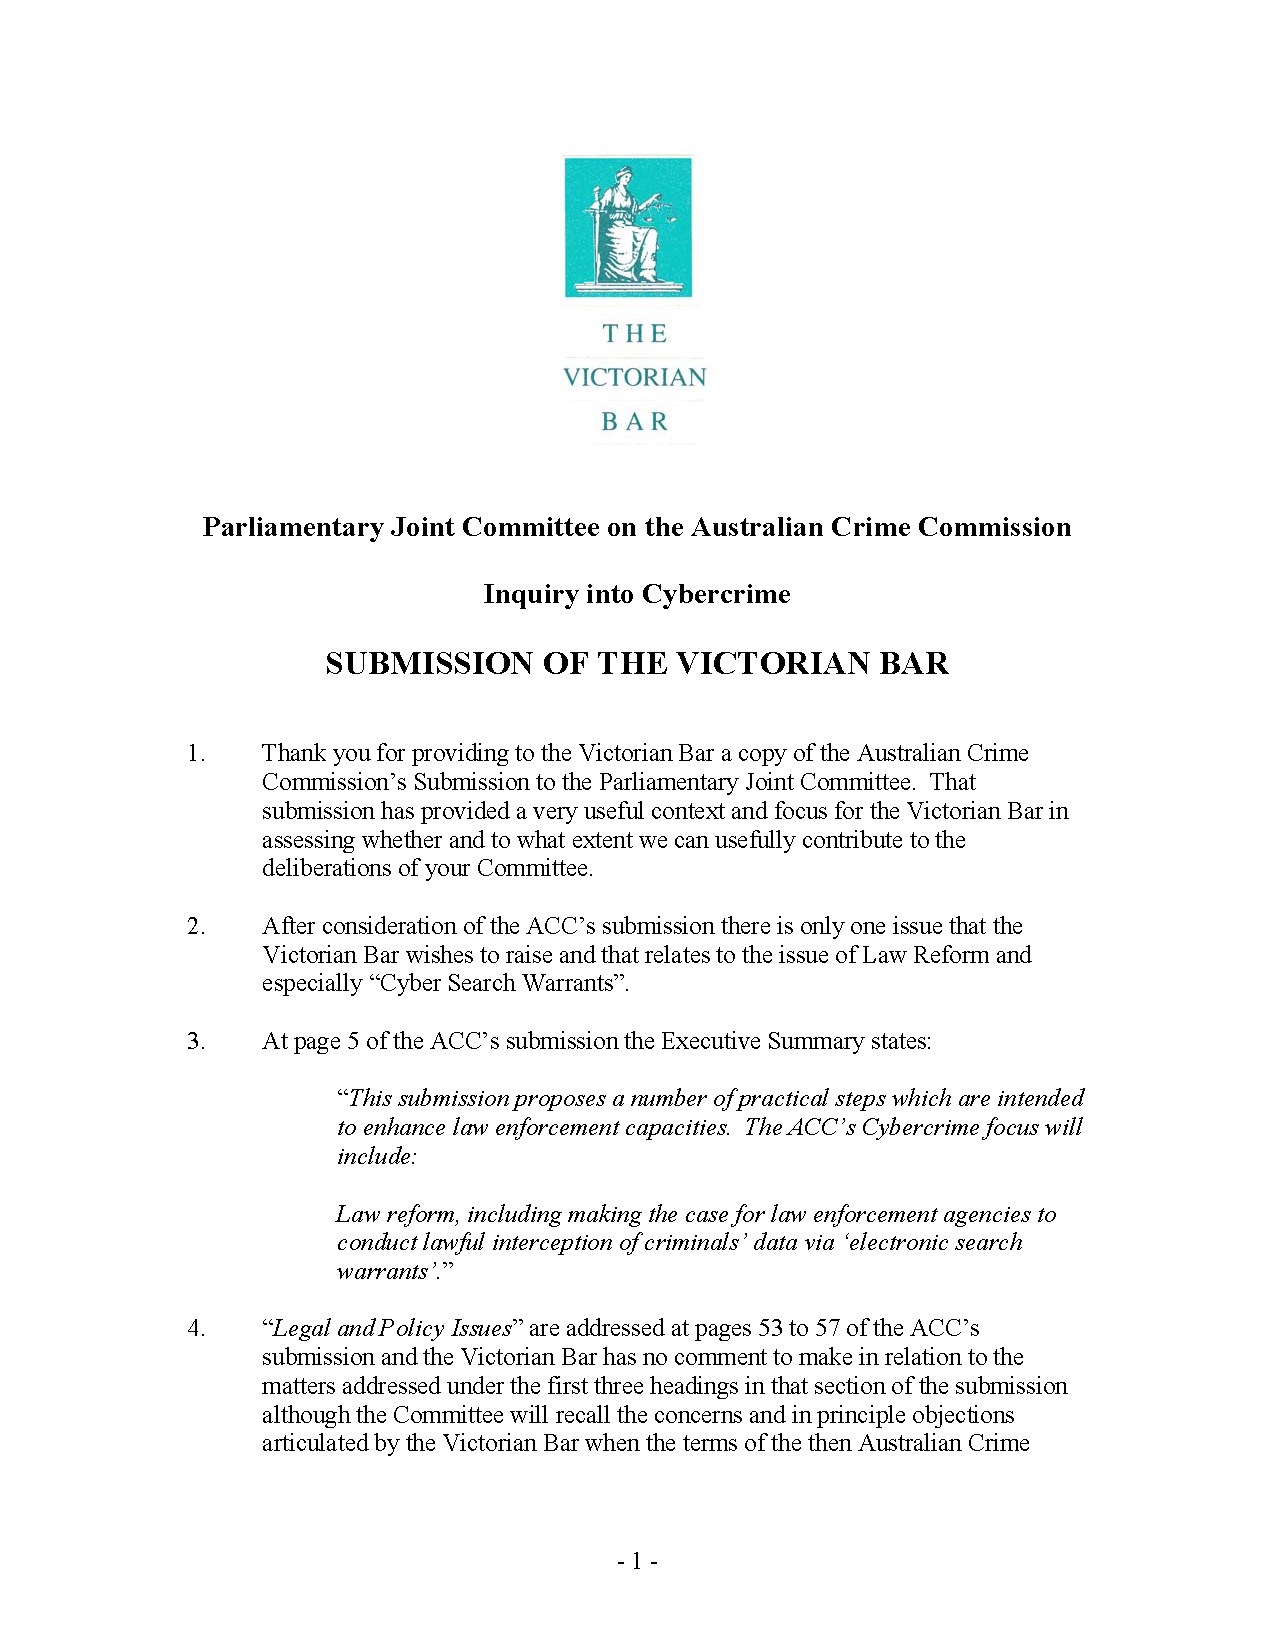 THE
VICTORIAN
BAR
Parliamentary Joint Committee on the Australian Crime Commission
Inquiry into Cybercrime
SUBMISSION OF THE VICTORIAN BAR
1. Thank you for providing to the Victorian Bar a copy of the Australian Crime
Commission’s Submission to the Parliamentary Joint Committee. That
submission has provided a very useful context and focus for the Victorian Bar in
assessing whether and to what extent we can usefully contribute to the
deliberations of your Committee.
2. After consideration of the ACC’s submission there is only one issue that the
Victorian Bar wishes to raise and that relates to the issue of Law Reform and
especially “Cyber Search Warrants”.
3. At page 5 of the ACC’s submission the Executive Summary states:
“This submission proposes a number of practical steps which are intended
to enhance law enforcement capacities. The ACC’s Cybercrime focus will
include:
Law reform, including making the case for law enforcement agencies to
conduct lawful interception of criminals’ data via ‘electronic search
warrants’.”
4. “Legal and Policy Issues” are addressed at pages 53 to 57 of the ACC’s
submission and the Victorian Bar has no comment to make in relation to the
matters addressed under the first three headings in that section of the submission
although the Committee will recall the concerns and in principle objections
articulated by the Victorian Bar when the terms of the then Australian Crime
- 1 -